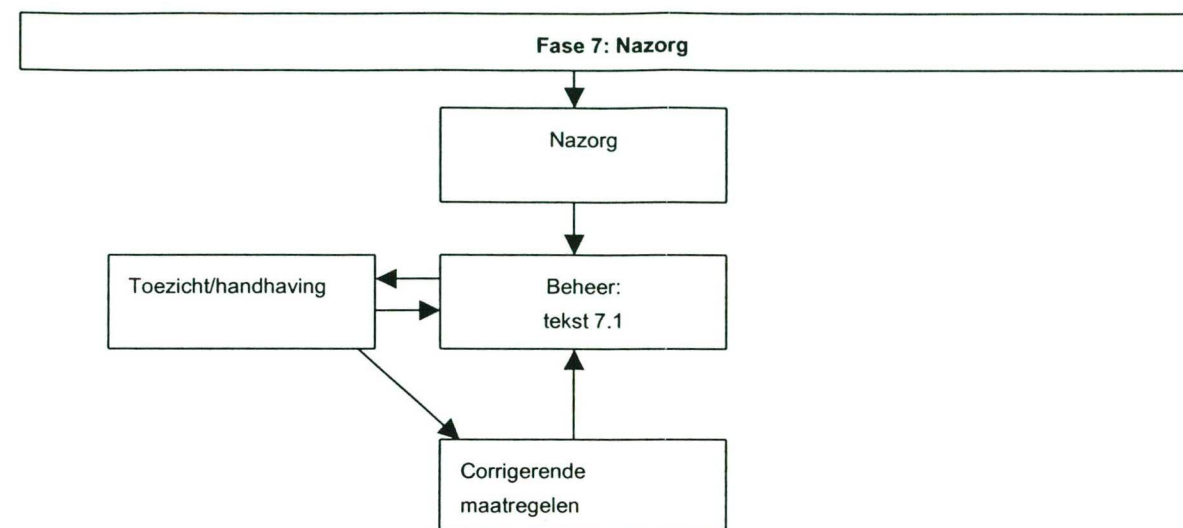 Fase 7: Nazorg
Nazorg
Toezicht/handhaving
Beheer:
tekst 7.1
Corrigerende
maatregelen